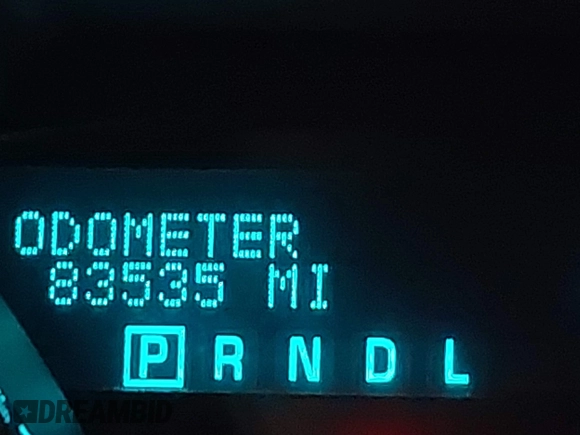 ODOMETER
83535 MI
P R N D L
DREAMBID